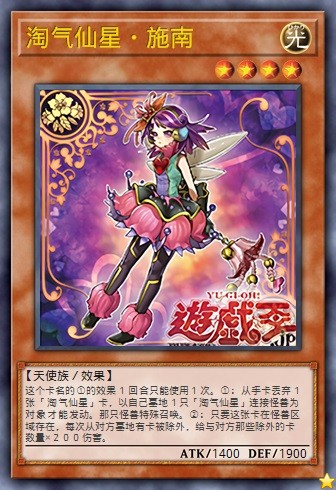 淘气仙星・施南
光
YU-GI-OH!
遊戯王
.JP
【天使族／效果】
这个卡名的①的效果1回合只能使用1次。①：从手卡丢弃1
张「淘气仙星」卡，以自己墓地1只「淘气仙星」连接怪兽为
对象才能发动。那只怪兽特殊召唤。②：只要这张卡在怪兽区
域存在，每次从对方墓地有卡被除外，给与对方那些除外的卡
数量×200伤害。
ATK/1400 DEF/1900